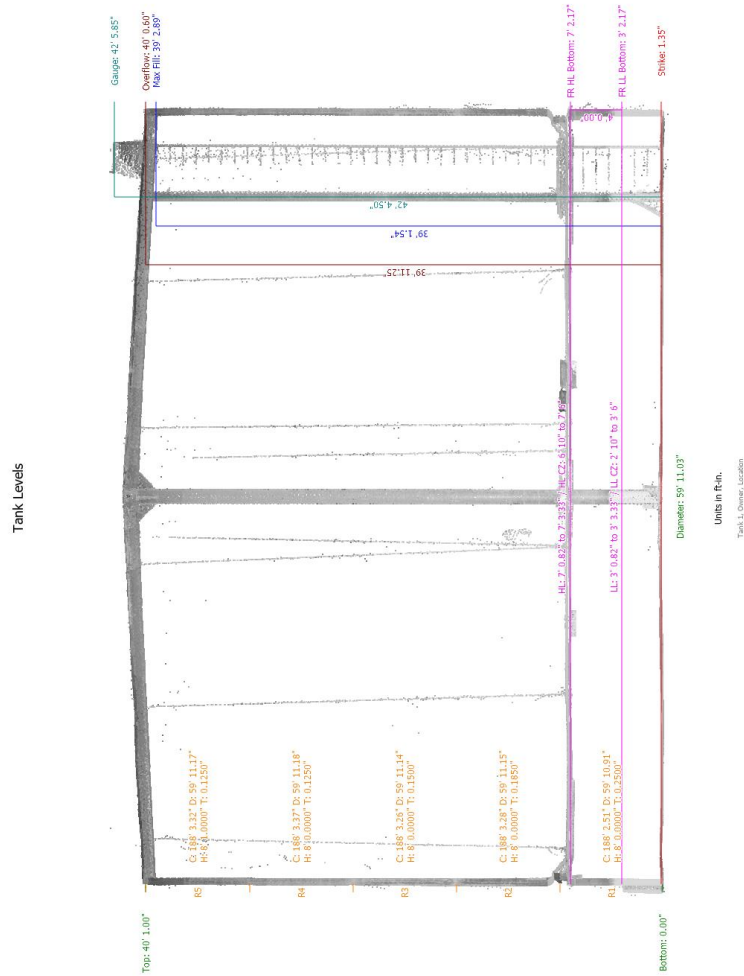 Tank Levels
Gauge: 42' 5.85"
Overflow: 40' 0.60"
Max Fill: 39' 2.89"
FR HL Bottom: 7' 2.17"
FR LL Bottom: 3' 2.17"
Strike: 1.35"
4' 0.00"
42' 4.50"
39' 1.54"
39' 11.25"
HL: 7' 0.82" to 7' 3.33" / HL CZ: 6' 10" to 7' 6"
LL: 3' 0.82" to 3' 3.33" / LL CZ: 2' 10" to 3' 6"
Diameter: 59' 11.03"
C: 188' 3.32" D: 59' 11.17"
H: 8' 0.0000" T: 0.1250"
C: 188' 3.37" D: 59' 11.18"
H: 8' 0.0000" T: 0.1250"
C: 188' 3.26" D: 59' 11.14"
H: 8' 0.0000" T: 0.1500"
C: 188' 3.28" D: 59' 11.15"
H: 8' 0.0000" T: 0.1850"
C: 188' 2.51" D: 59' 10.91"
H: 8' 0.0000" T: 0.2500"
R5
R4
R3
R2
R1
Top: 40' 1.00"
Bottom: 0.00"
Units in ft-in.
Tank 1, Owner, Location